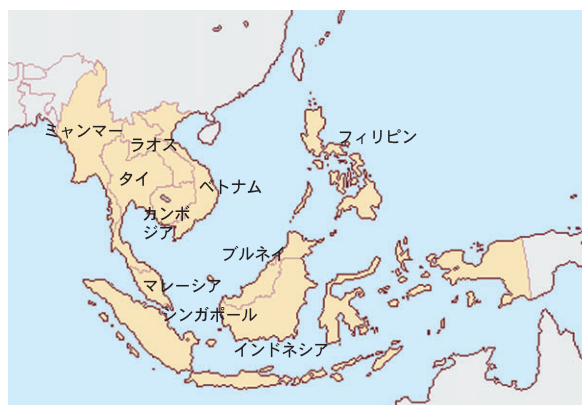 ミャンマー
ラオス
フィリピン
タイ
ベトナム
カンボ
ジア
ブルネイ
マレーシア
シンガポール
インドネシア